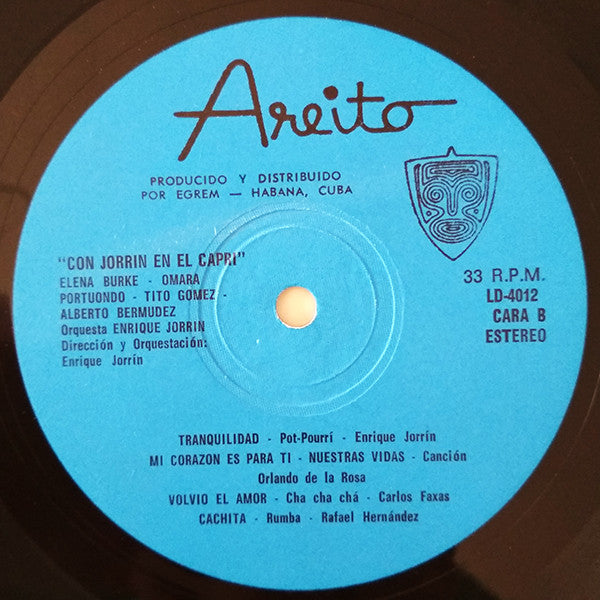 Areito
PRODUCIDO Y DISTRIBUIDO
POR EGREM — HABANA, CUBA
"CON JORRIN EN EL CAPRI"
ELENA BURKE - OMARA
PORTUONDO - TITO GOMEZ -
ALBERTO BERMUDEZ
Orquesta ENRIQUE JORRIN
Dirección y Orquestación:
Enrique Jorrín
33 R.P.M.
LD-4012
CARA B
ESTEREO
TRANQUILIDAD - Pot-Pourrí - Enrique Jorrín
MI CORAZON ES PARA TI - NUESTRAS VIDAS - Canción
Orlando de la Rosa
VOLVIO EL AMOR - Cha cha chá - Carlos Faxas
CACHITA - Rumba - Rafael Hernández